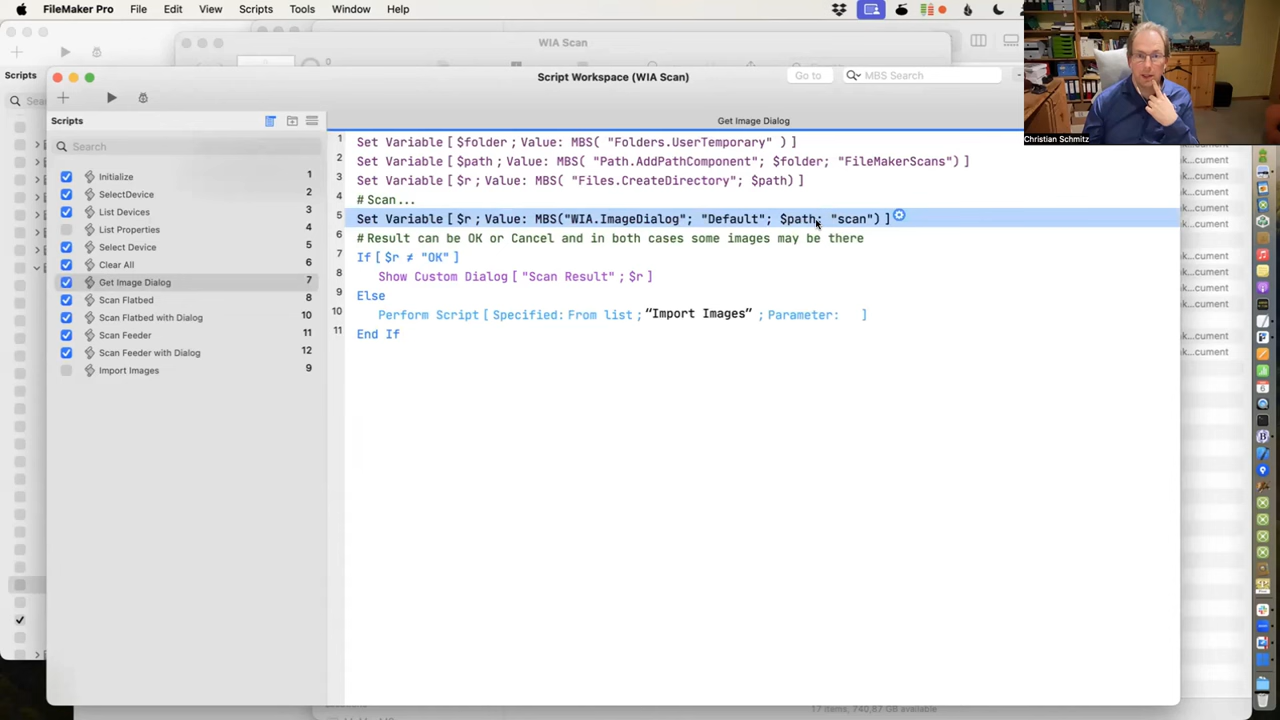 FileMaker Pro File Edit View Scripts Tools Window Help
WIA Scan
Scripts
Script Workspace (WIA Scan)
Go to
MBS Search
Scripts
Get Image Dialog
Search
Initialize 1
SelectDevice 2
List Devices 3
List Properties 4
Select Device 5
Clear All 6
Get Image Dialog 7
Scan Flatbed 8
Scan Flatbed with Dialog 10
Scan Feeder 11
Scan Feeder with Dialog 12
Import Images 9
1 Set Variable [ $folder ; Value: MBS( "Folders.UserTemporary" ) ]
2 Set Variable [ $path ; Value: MBS( "Path.AddPathComponent"; $folder; "FileMakerScans") ]
3 Set Variable [ $r ; Value: MBS( "Files.CreateDirectory"; $path) ]
4 # Scan...
5 Set Variable [ $r ; Value: MBS("WIA.ImageDialog"; "Default"; $path; "scan") ]
6 # Result can be OK or Cancel and in both cases some images may be there
7 If [ $r ≠ "OK" ]
8 Show Custom Dialog [ "Scan Result" ; $r ]
9 Else
10 Perform Script [ Specified: From list ; “Import Images” ; Parameter: ]
11 End If
Christian Schmitz
17 items, 740,87 GB available